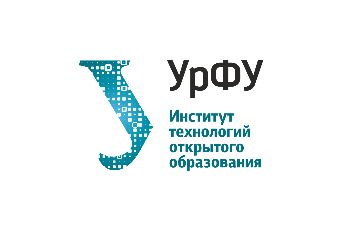 УрФУ
Институт
технологий
открытого
образования